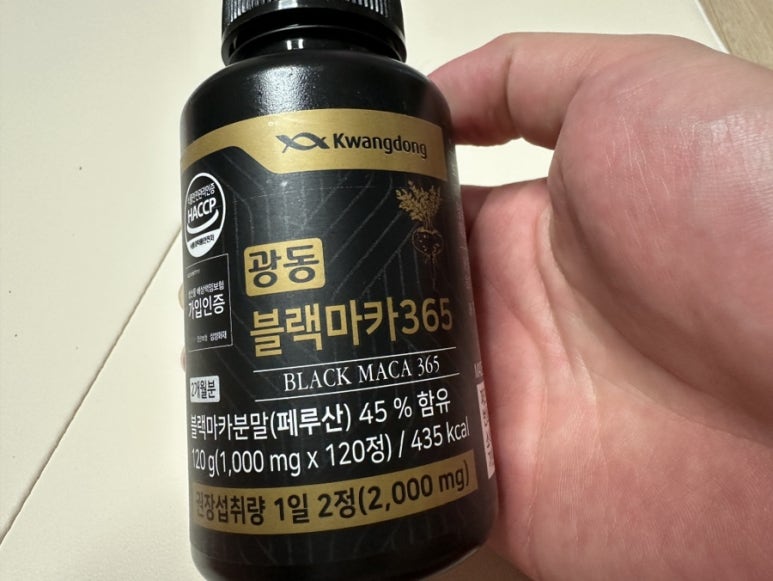 Kwangdong
HACCP
가입인증
광동
블랙마카365
BLACK MACA 365
2개월분
블랙마카분말(페루산) 45 % 함유
120 g(1,000 mg x 120정) / 435 kcal
권장섭취량 1일 2정(2,000 mg)